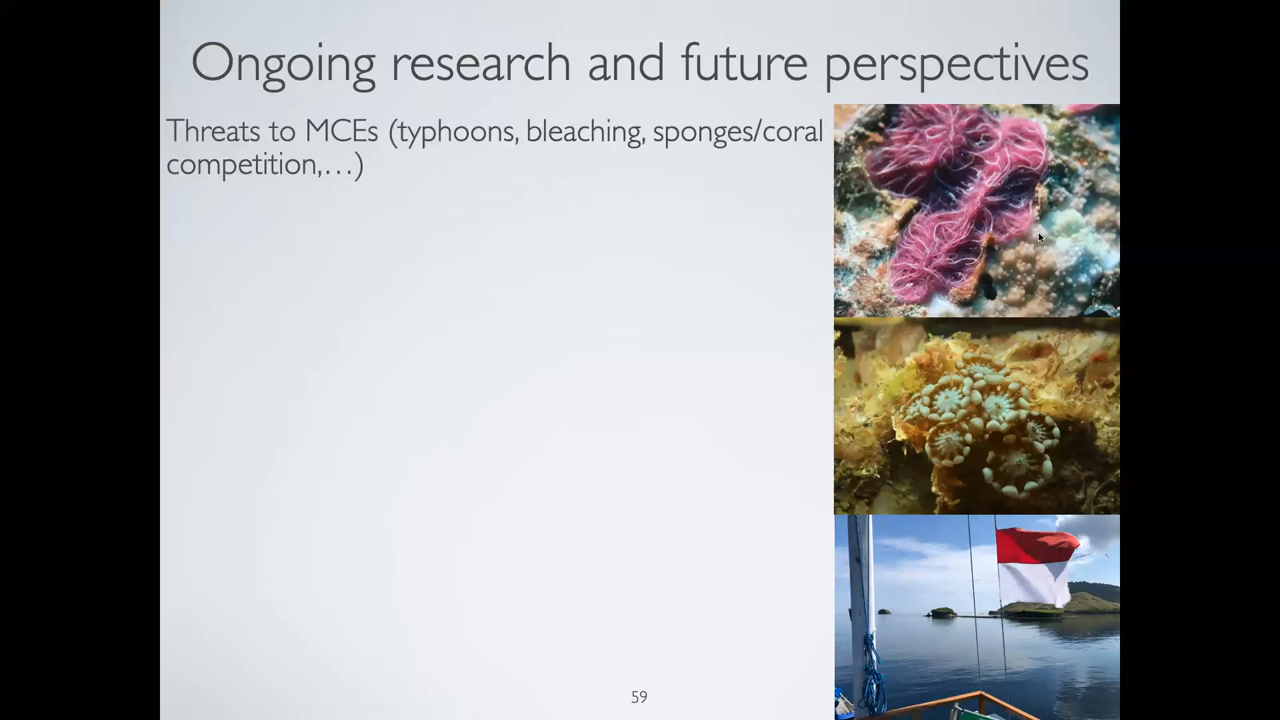 Ongoing research and future perspectives
Threats to MCEs (typhoons, bleaching, sponges/coral
competition,…)
59